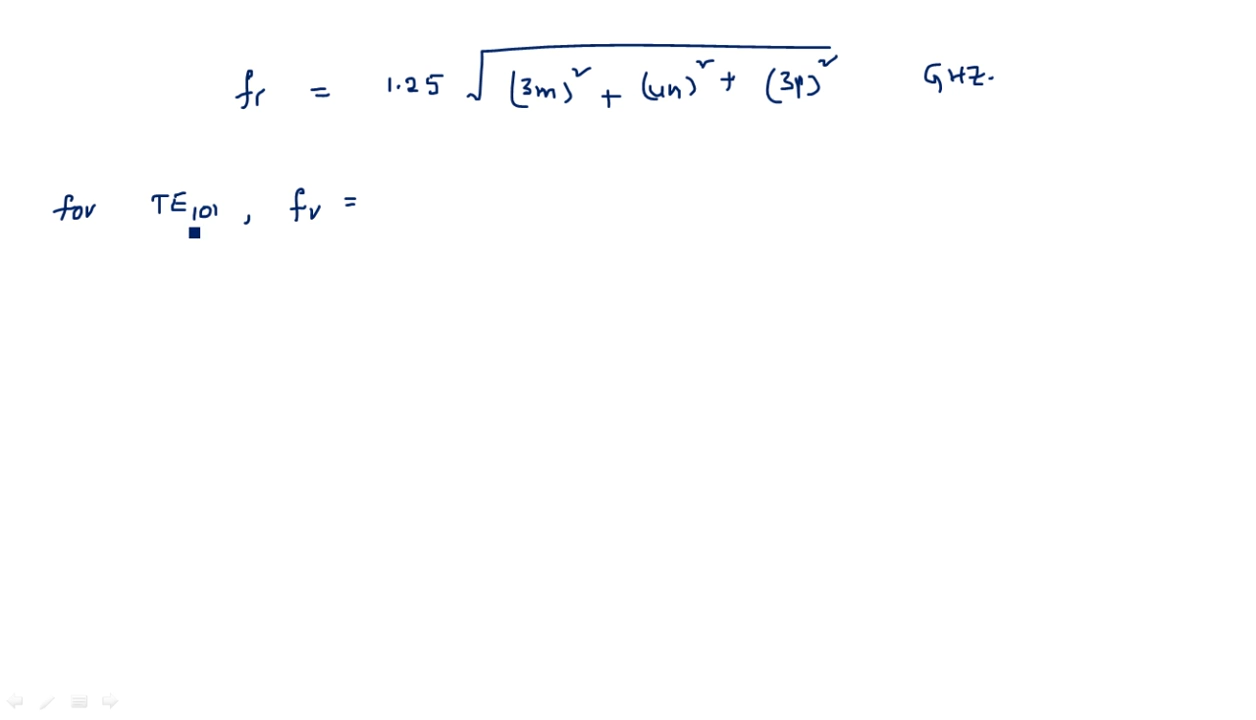 fr = 1.25 √((3m)² + (4n)² + (3p)²) GHZ.
for TE₁₀₁, fr =